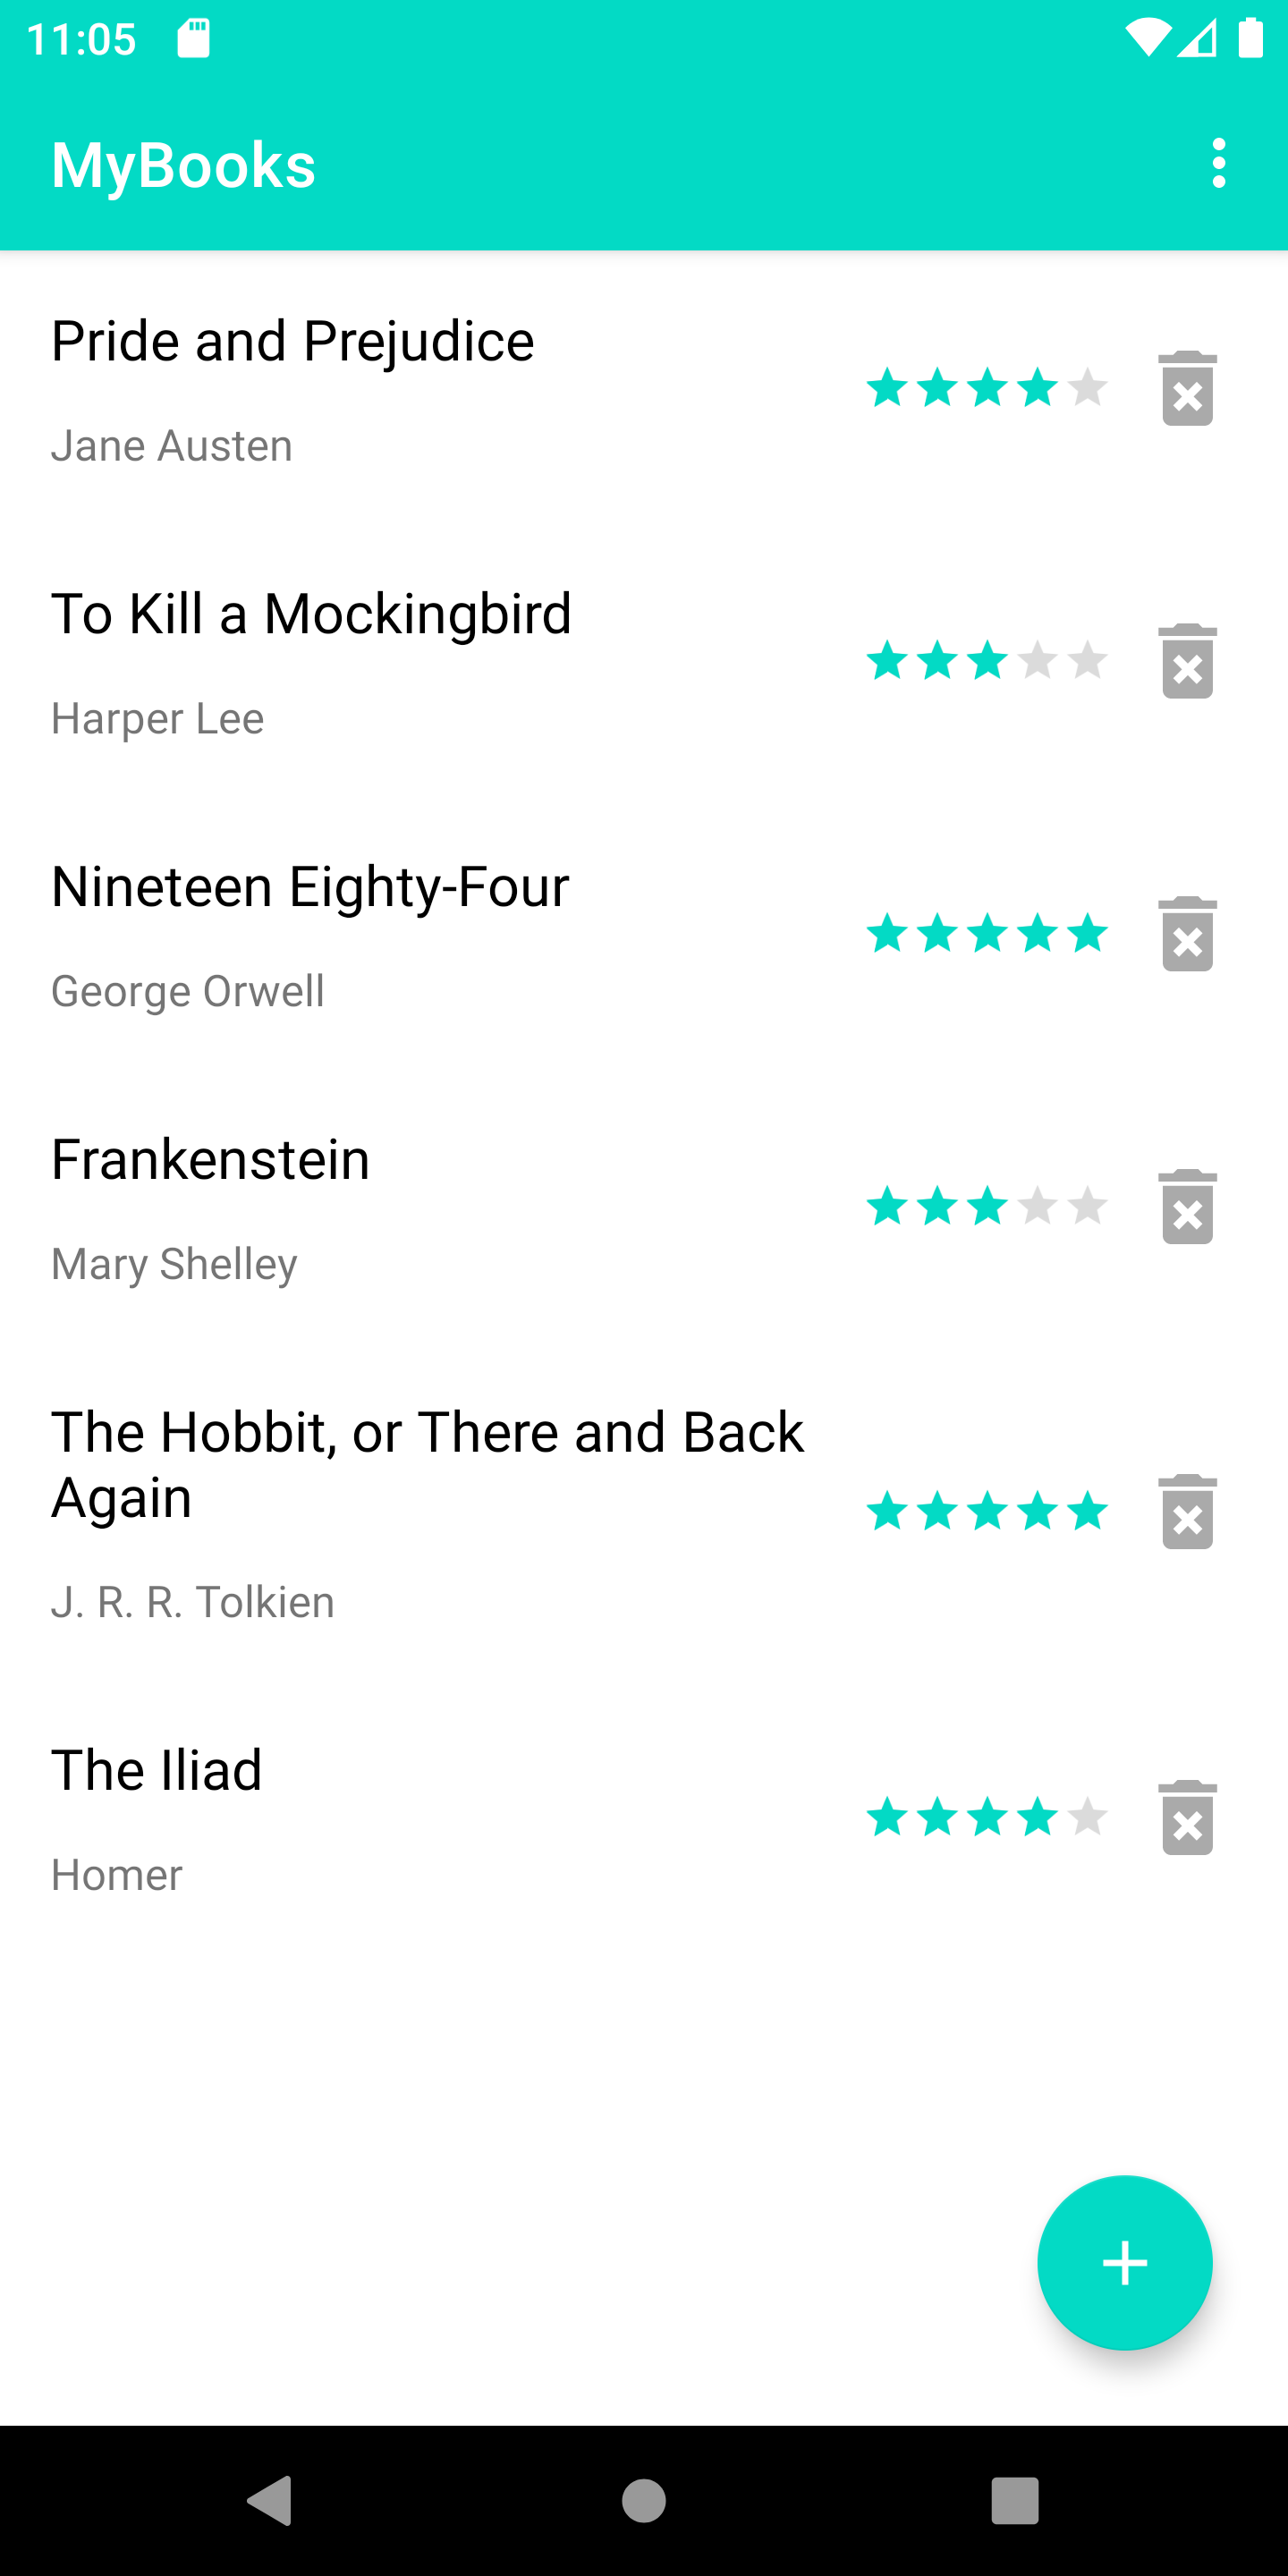 11:05
MyBooks
Pride and Prejudice
Jane Austen
To Kill a Mockingbird
Harper Lee
Nineteen Eighty-Four
George Orwell
Frankenstein
Mary Shelley
The Hobbit, or There and Back
Again
J. R. R. Tolkien
The Iliad
Homer